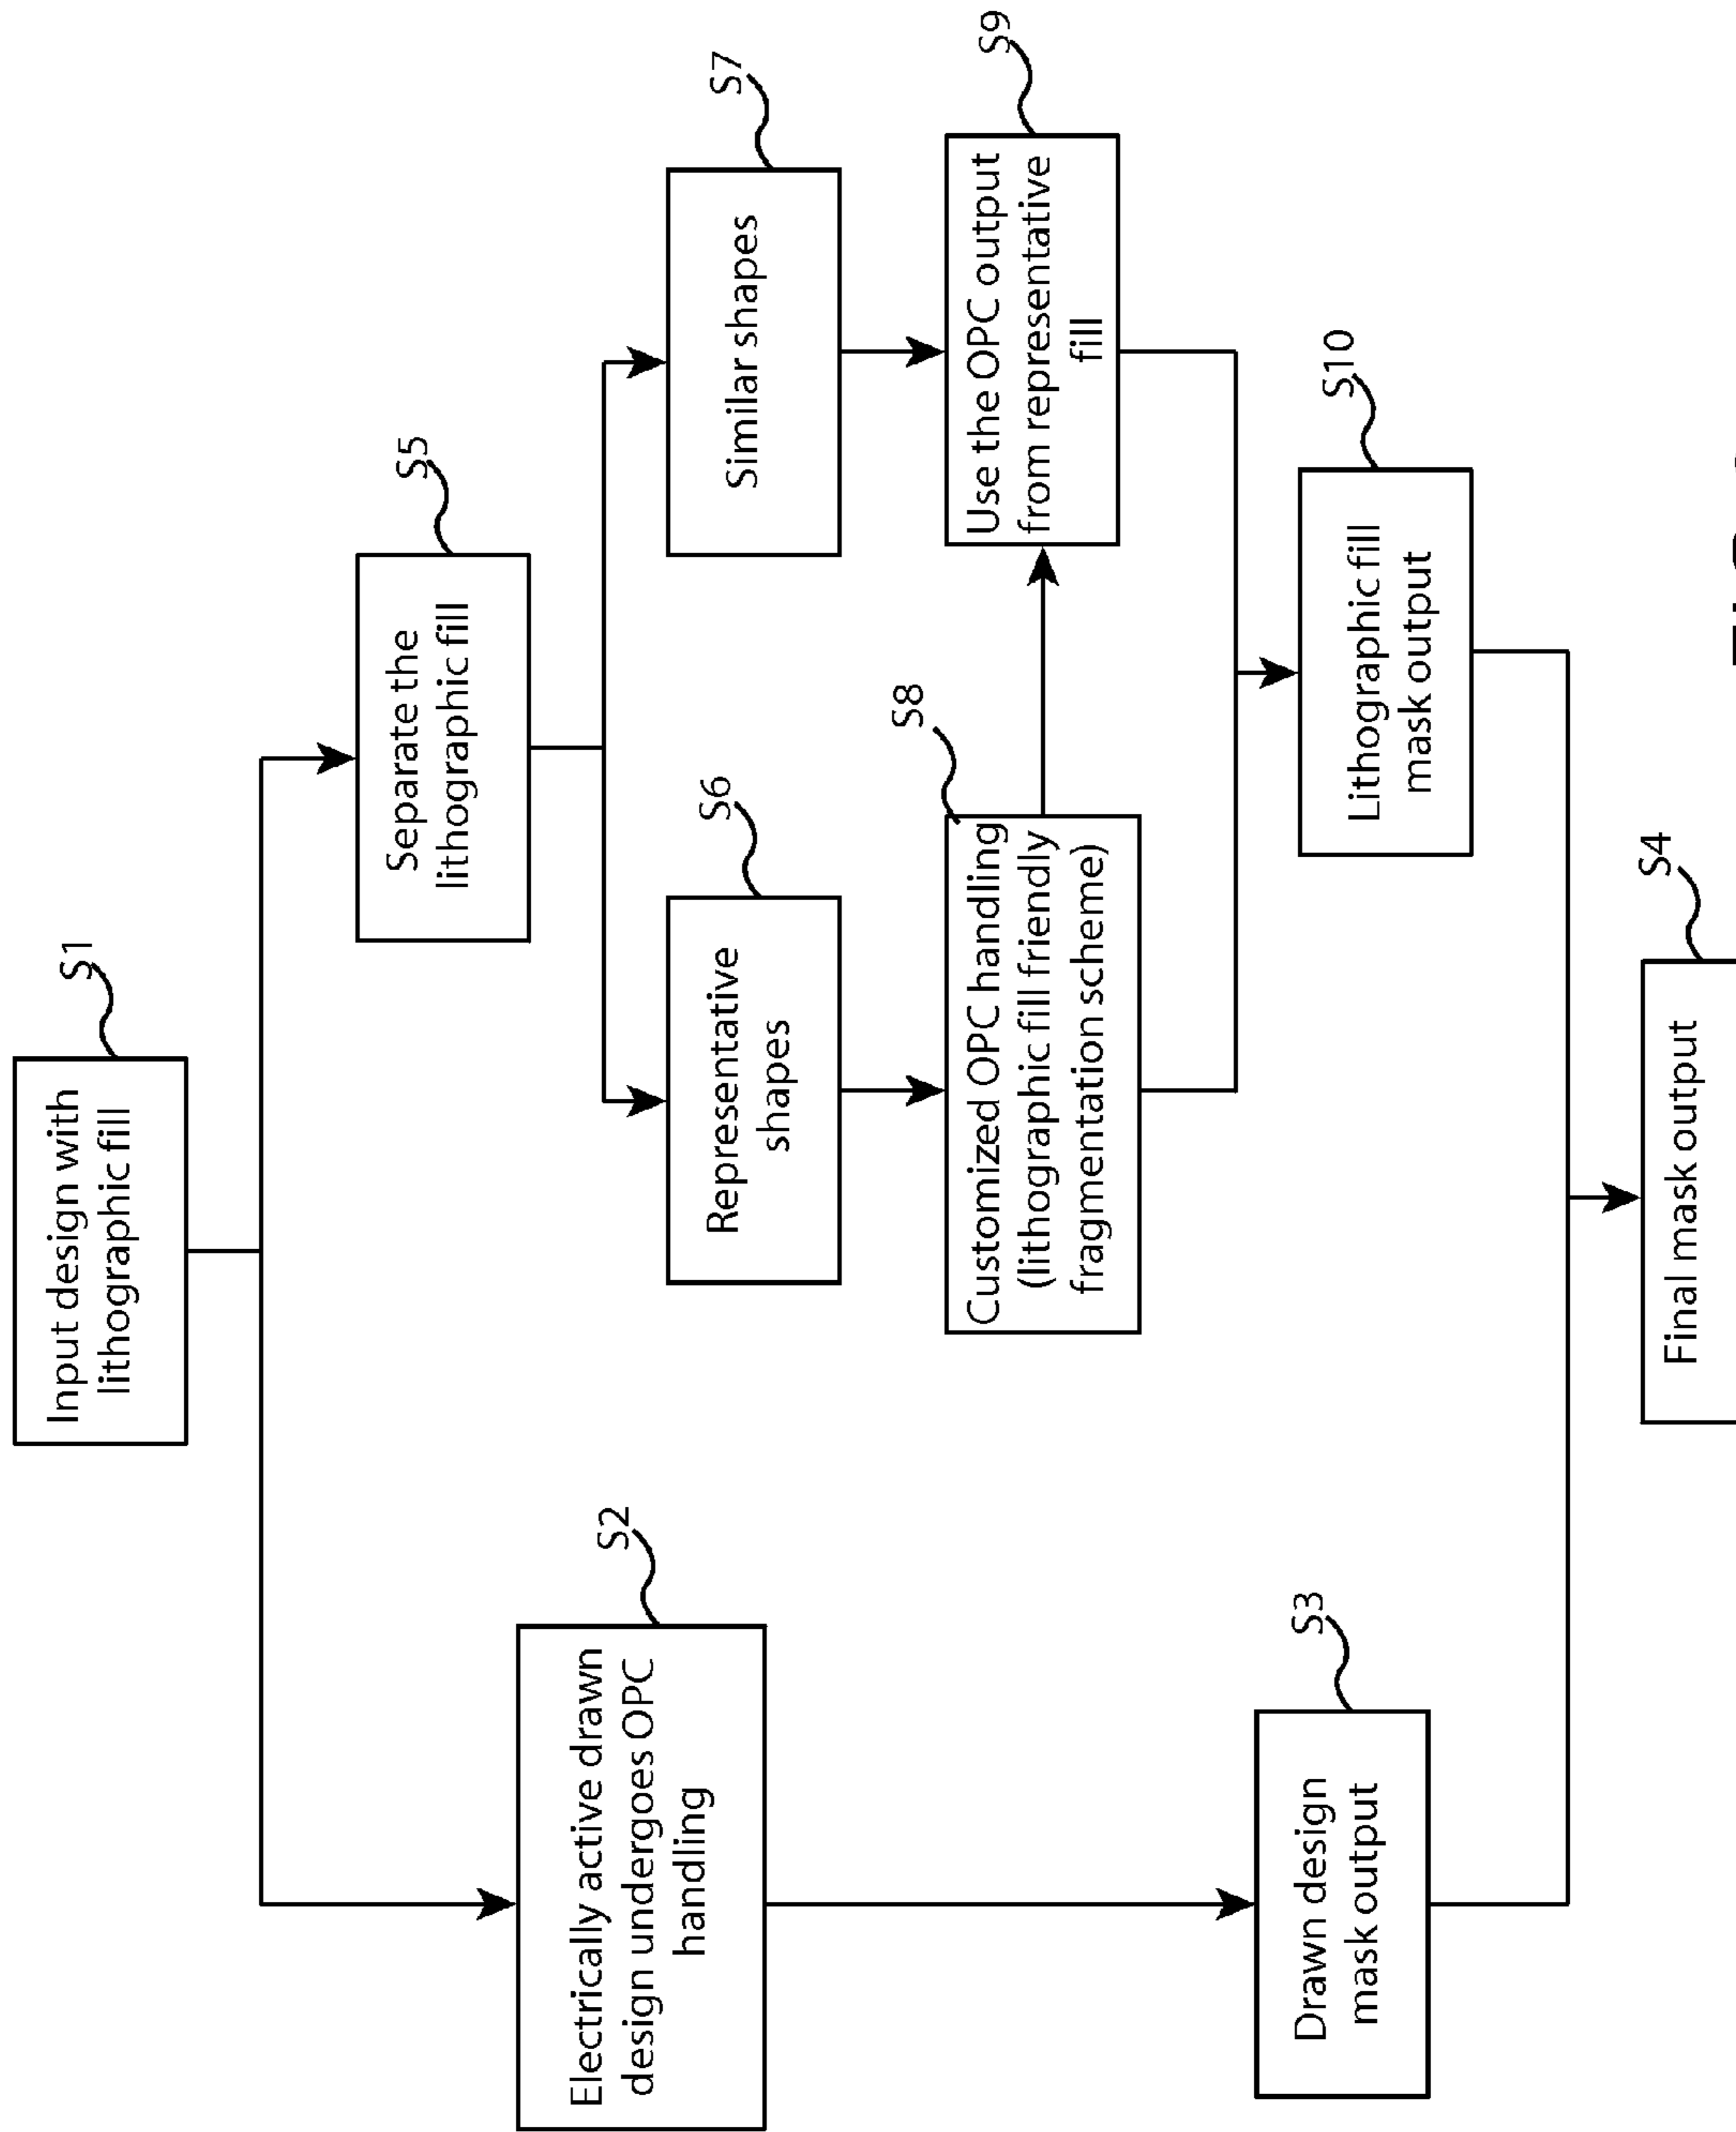 Input design with
lithographic fill
S1
Electrically active drawn
design undergoes OPC
handling
S2
Drawn design
mask output
S3
Separate the
lithographic fill
S5
Representative
shapes
S6
Similar shapes
S7
Customized OPC handling
(lithographic fill friendly
fragmentation scheme)
S8
Use the OPC output
from representative
fill
S9
Lithographic fill
mask output
S10
Final mask output
S4